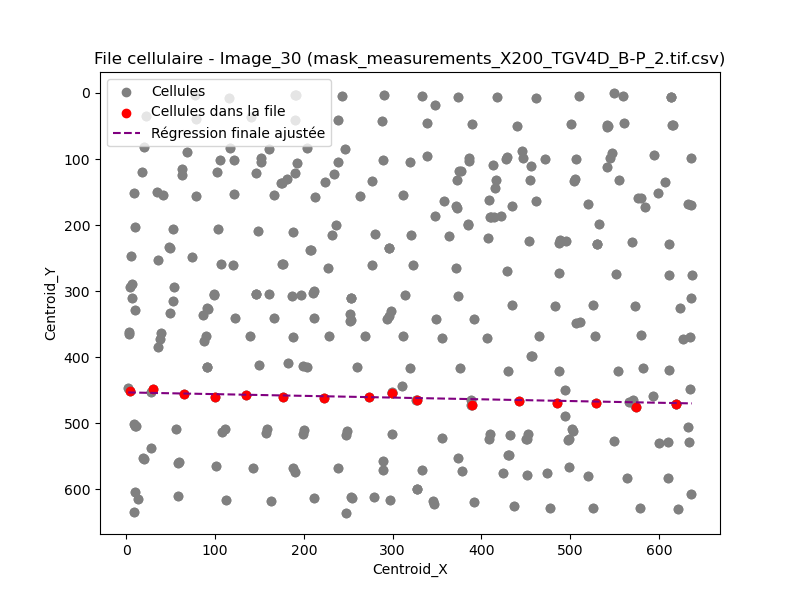 File cellulaire - Image_30 (mask_measurements_X200_TGV4D_B-P_2.tif.csv)
Cellules
Cellules dans la file
Régression finale ajustée
Centroid_Y
0
100
200
300
400
500
600
0 100 200 300 400 500 600
Centroid_X